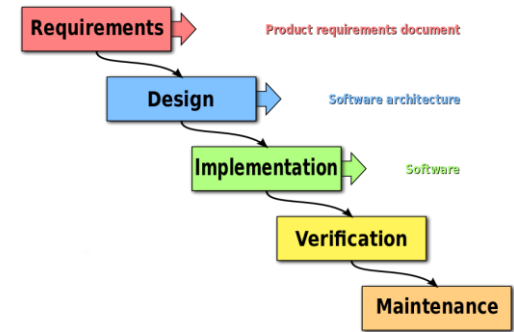 Requirements
Product requirements document
Design
Software architecture
Implementation
Software
Verification
Maintenance